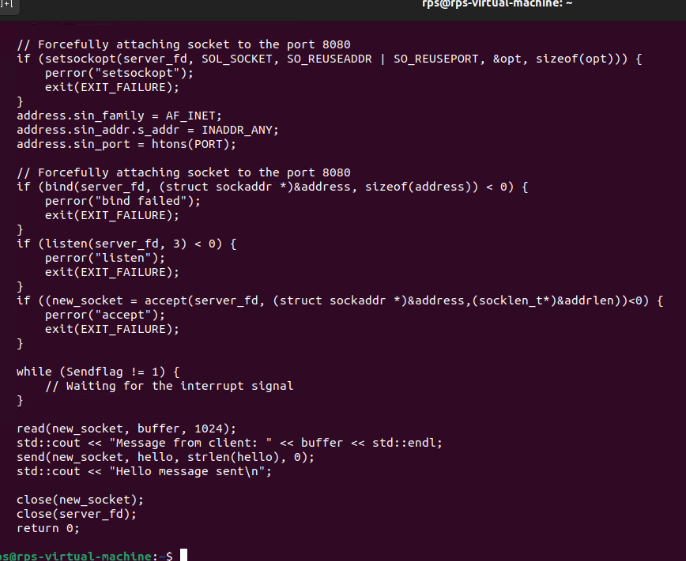 rps@rps-virtual-machine: ~
    // Forcefully attaching socket to the port 8080
    if (setsockopt(server_fd, SOL_SOCKET, SO_REUSEADDR | SO_REUSEPORT, &opt, sizeof(opt))) {
        perror("setsockopt");
        exit(EXIT_FAILURE);
    }
    address.sin_family = AF_INET;
    address.sin_addr.s_addr = INADDR_ANY;
    address.sin_port = htons(PORT);

    // Forcefully attaching socket to the port 8080
    if (bind(server_fd, (struct sockaddr *)&address, sizeof(address)) < 0) {
        perror("bind failed");
        exit(EXIT_FAILURE);
    }
    if (listen(server_fd, 3) < 0) {
        perror("listen");
        exit(EXIT_FAILURE);
    }
    if ((new_socket = accept(server_fd, (struct sockaddr *)&address,(socklen_t*)&addrlen))<0) {
        perror("accept");
        exit(EXIT_FAILURE);
    }

    while (Sendflag != 1) {
        // Waiting for the interrupt signal
    }

    read(new_socket, buffer, 1024);
    std::cout << "Message from client: " << buffer << std::endl;
    send(new_socket, hello, strlen(hello), 0);
    std::cout << "Hello message sent\n";

    close(new_socket);
    close(server_fd);
    return 0;

ps@rps-virtual-machine:~$